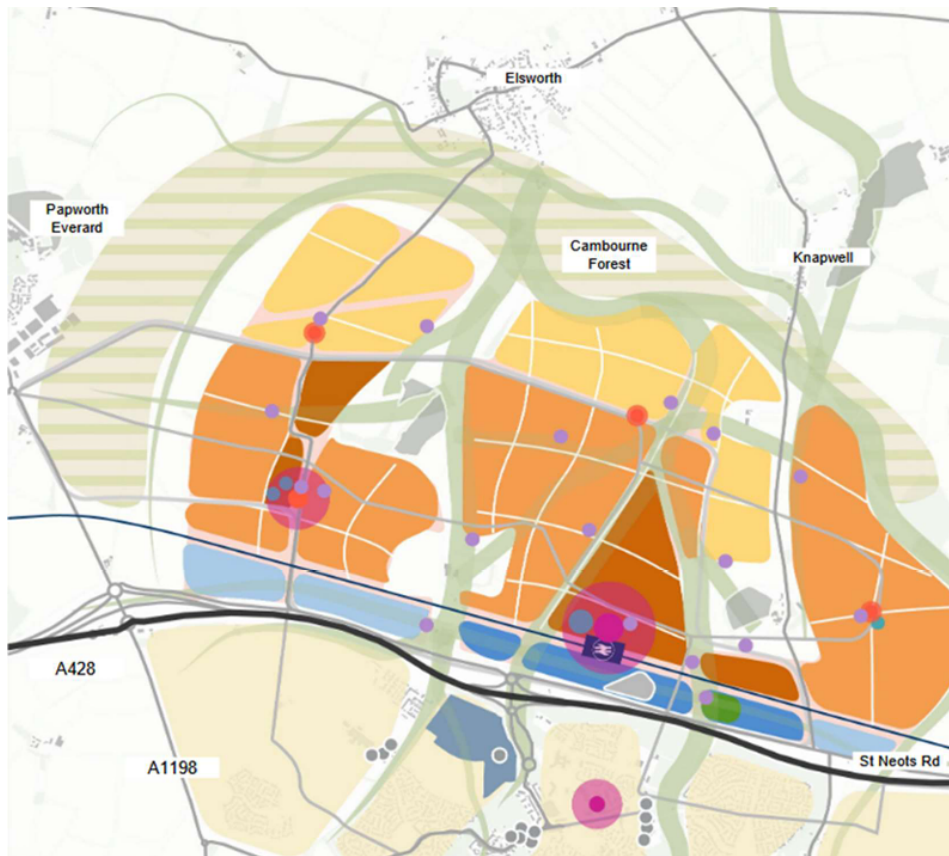 Elsworth
Papworth
Everard
Cambourne
Forest
Knapwell
A428
A1198
St Neots Rd